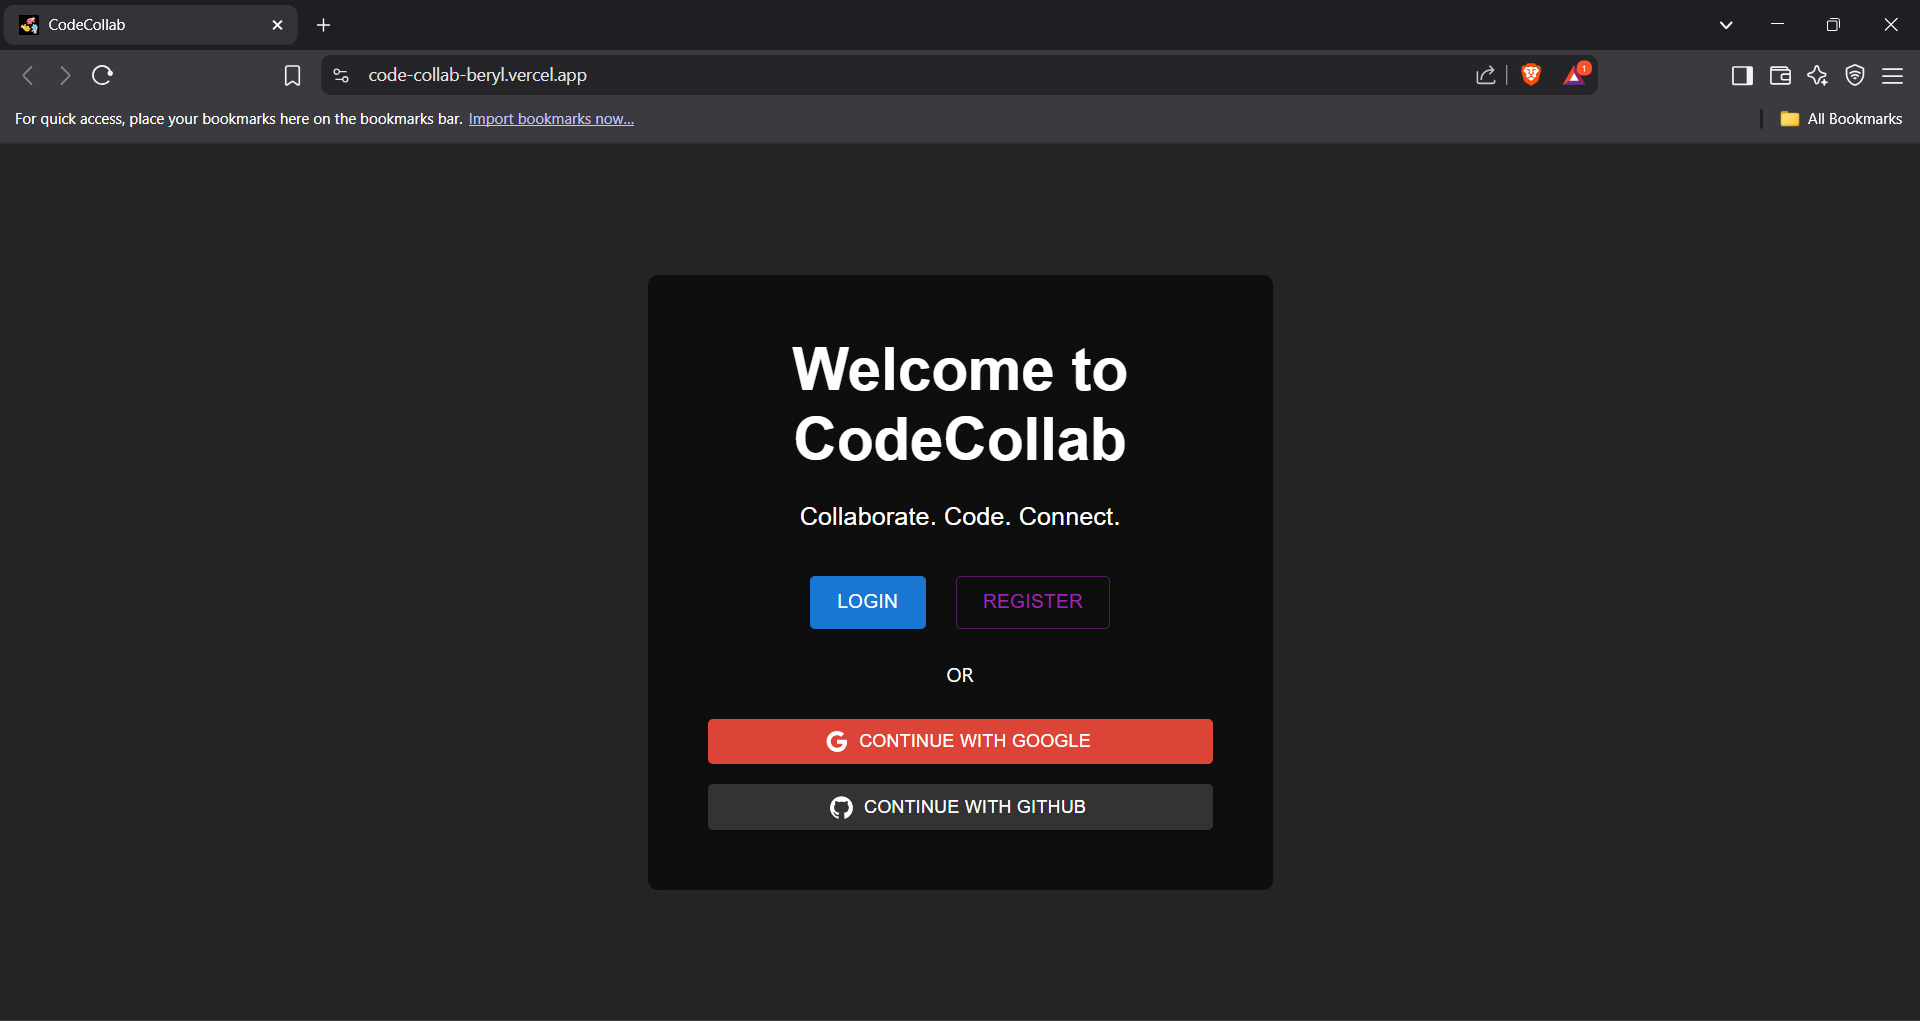 CodeCollab
code-collab-beryl.vercel.app
1
For quick access, place your bookmarks here on the bookmarks bar. Import bookmarks now...
All Bookmarks
Welcome to
CodeCollab
Collaborate. Code. Connect.
LOGIN
REGISTER
OR
CONTINUE WITH GOOGLE
CONTINUE WITH GITHUB